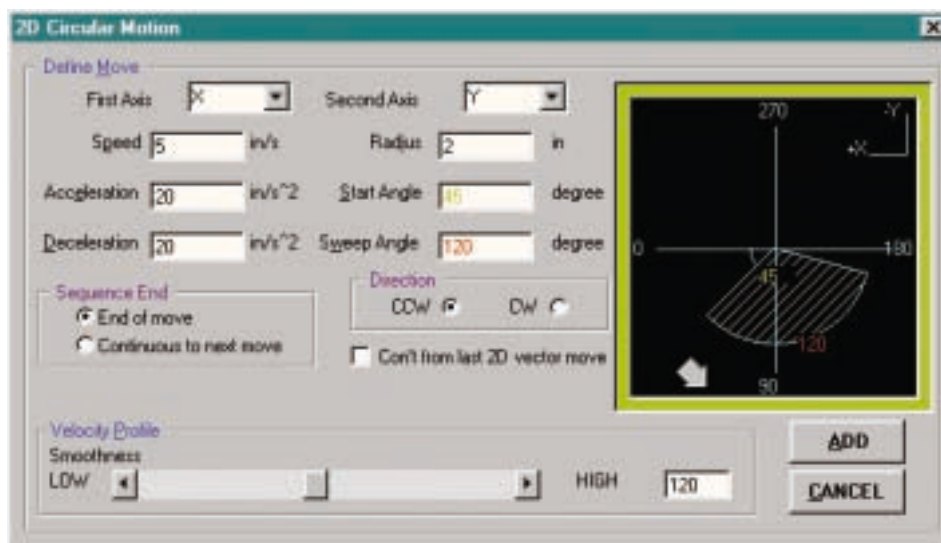 2D Circular Motion
Define Move
First Axis X Second Axis Y
Speed 5 in/s Radius 2 in
Acceleration 20 in/s^2 Start Angle 45 degree
Deceleration 20 in/s^2 Sweep Angle 120 degree
Sequence End
End of move
Continuous to next move
Direction
CCW CW
Con't from last 2D vector move
270 -Y
+X
0 180
45
120
90
Velocity Profile
Smoothness
LOW HIGH 120
ADD
CANCEL